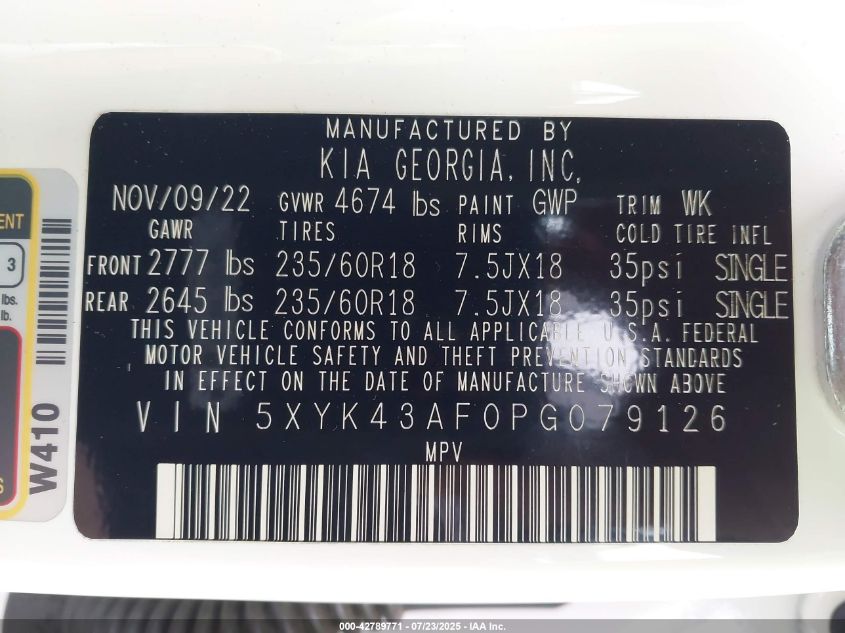 MANUFACTURED BY
KIA GEORGIA, INC.
NOV/09/22 GVWR 4674 lbs PAINT GWP TRIM WK
GAWR TIRES RIMS COLD TIRE INFL
FRONT 2777 lbs 235/60R18 7.5JX18 35psi SINGLE
REAR 2645 lbs 235/60R18 7.5JX18 35psi SINGLE
THIS VEHICLE CONFORMS TO ALL APPLICABLE U.S.A. FEDERAL
MOTOR VEHICLE SAFETY AND THEFT PREVENTION STANDARDS
IN EFFECT ON THE DATE OF MANUFACTURE SHOWN ABOVE
VIN 5XYK43AF0PG079126
MPV
3
lbs.
lb.
W410
000-42789771 - 07/23/2025 - IAA Inc.